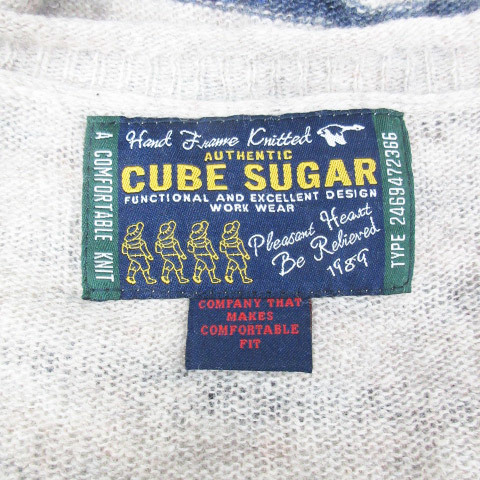 Hand Frame Knitted
AUTHENTIC
CUBE SUGAR
FUNCTIONAL AND EXCELLENT DESIGN
WORK WEAR
Pleasant Heart
Be Relieved
1989
A COMFORTABLE KNIT
TYPE 2469472366
COMPANY THAT
MAKES
COMFORTABLE
FIT